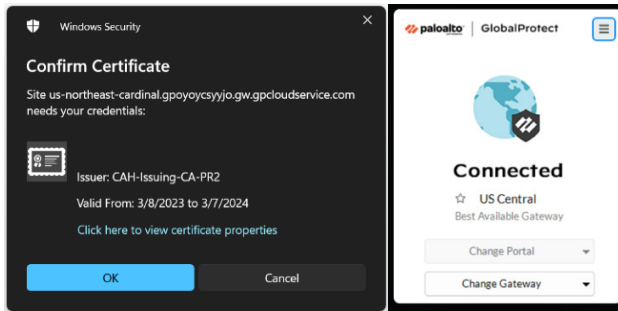 Windows Security
Confirm Certificate
Site us-northeast-cardinal.gpoyoycsyyjo.gw.gpcloudservice.com
needs your credentials:
Issuer: CAH-Issuing-CA-PR2
Valid From: 3/8/2023 to 3/7/2024
Click here to view certificate properties
OK
Cancel
paloalto
GlobalProtect
Connected
US Central
Best Available Gateway
Change Portal
Change Gateway